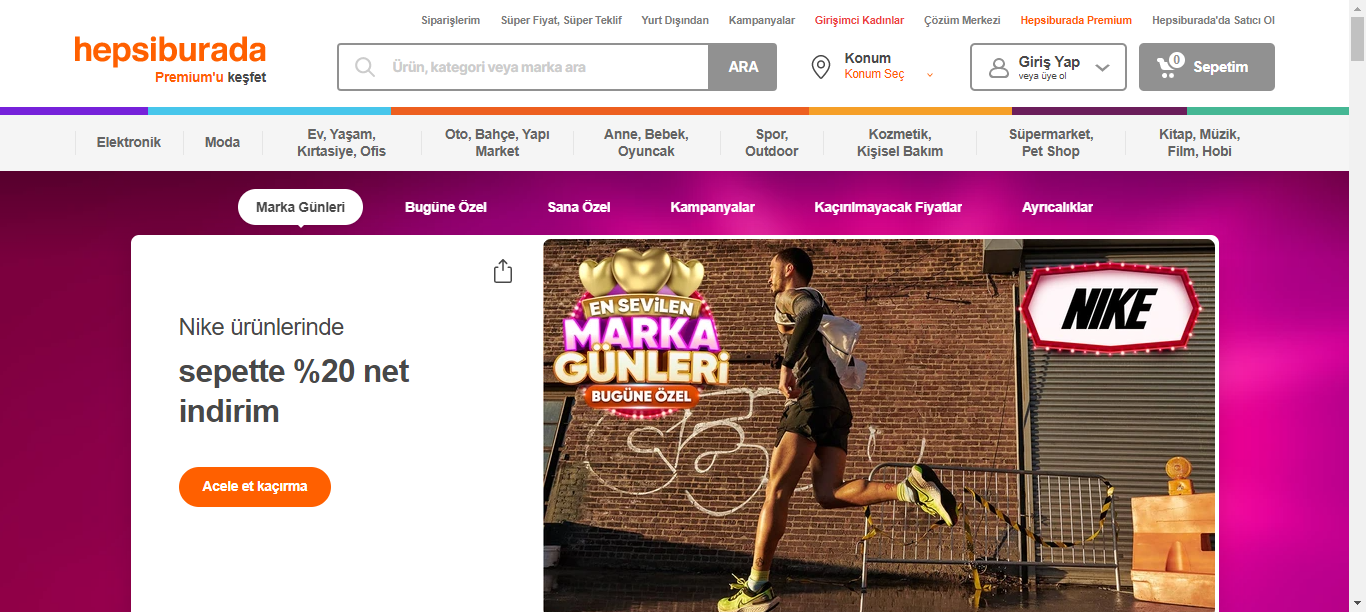 Siparişlerim Süper Fiyat, Süper Teklif Yurt Dışından Kampanyalar Girişimci Kadınlar Çözüm Merkezi Hepsiburada Premium Hepsiburada'da Satıcı Ol
hepsiburada
Premium'u keşfet
Ürün, kategori veya marka ara
ARA
Konum
Konum Seç
Giriş Yap
veya üye ol
0
Sepetim
Elektronik
Moda
Ev, Yaşam,
Kırtasiye, Ofis
Oto, Bahçe, Yapı
Market
Anne, Bebek,
Oyuncak
Spor,
Outdoor
Kozmetik,
Kişisel Bakım
Süpermarket,
Pet Shop
Kitap, Müzik,
Film, Hobi
Marka Günleri Bugüne Özel Sana Özel Kampanyalar Kaçırılmayacak Fiyatlar Ayrıcalıklar
Nike ürünlerinde
sepette %20 net
indirim
Acele et kaçırma
EN SEVİLEN
MARKA
GÜNLERİ
BUGÜNE ÖZEL
NIKE